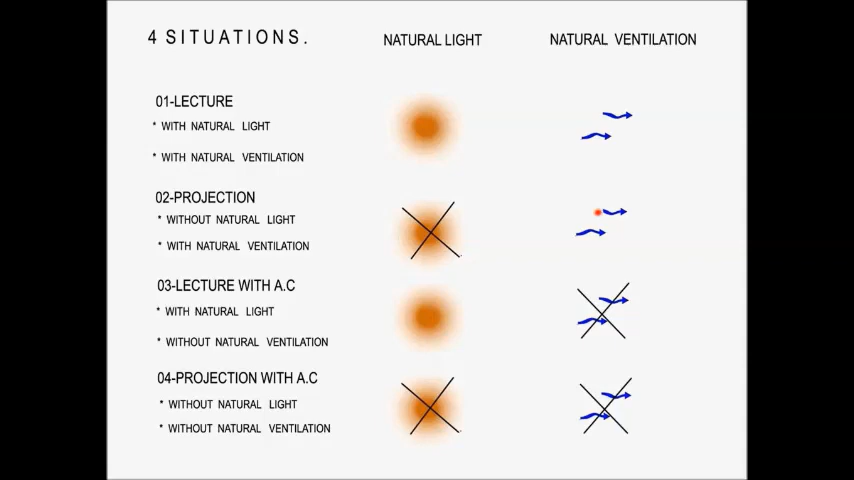 4 SITUATIONS.
NATURAL LIGHT
NATURAL VENTILATION
01-LECTURE
* WITH NATURAL LIGHT
* WITH NATURAL VENTILATION
02-PROJECTION
* WITHOUT NATURAL LIGHT
* WITH NATURAL VENTILATION
03-LECTURE WITH A.C
* WITH NATURAL LIGHT
* WITHOUT NATURAL VENTILATION
04-PROJECTION WITH A.C
* WITHOUT NATURAL LIGHT
* WITHOUT NATURAL VENTILATION